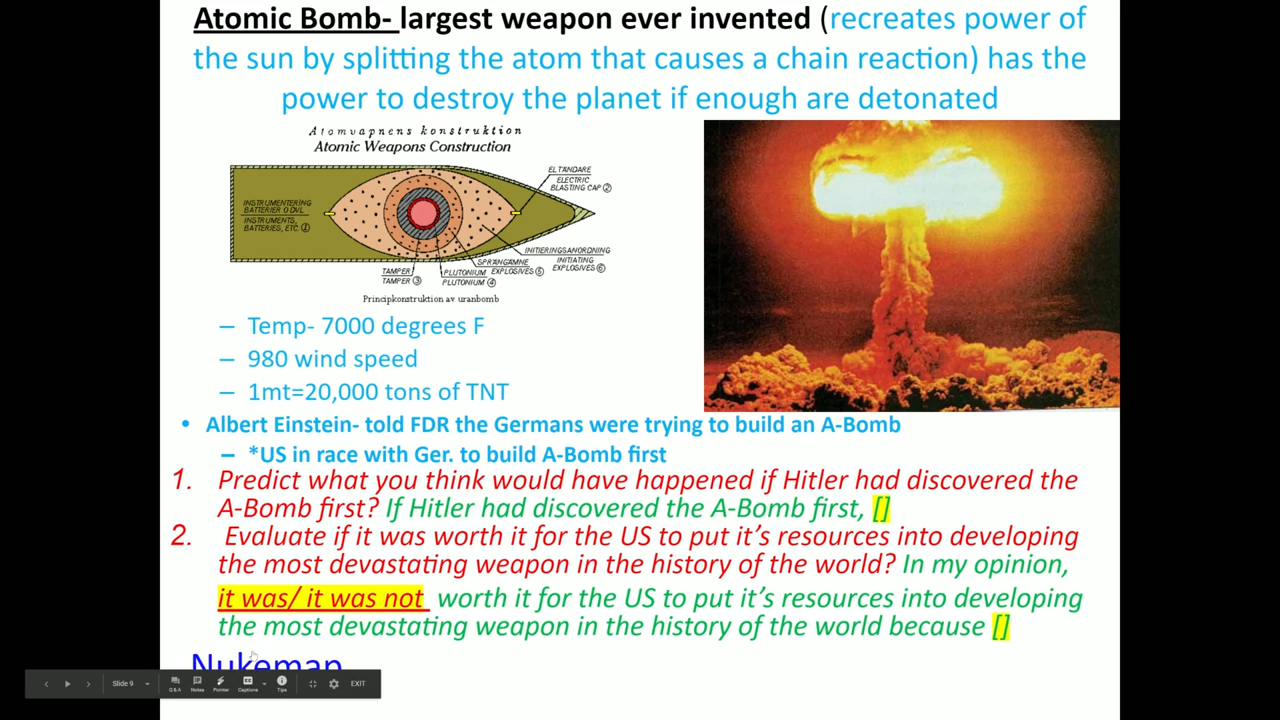 Atomic Bomb- largest weapon ever invented (recreates power of
the sun by splitting the atom that causes a chain reaction) has the
power to destroy the planet if enough are detonated
Atomvapnens konstruktion
Atomic Weapons Construction
ELTÄNDARE
ELECTRIC
BLASTING CAP ②
INSTRUMENTERING
BATTERIER O DVL
INSTRUMENTS,
BATTERIES, ETC. ①
INITIERINGSANORDNING
INITIATING
EXPLOSIVES ⑥
SPRÄNGÄMNE
EXPLOSIVES ⑤
TAMPER
TAMPER ③
PLUTONIUM
PLUTONIUM ④
Principkonstruktion av uranbomb
– Temp- 7000 degrees F
– 980 wind speed
– 1mt=20,000 tons of TNT
• Albert Einstein- told FDR the Germans were trying to build an A-Bomb
– *US in race with Ger. to build A-Bomb first
1. Predict what you think would have happened if Hitler had discovered the
A-Bomb first? If Hitler had discovered the A-Bomb first, []
2. Evaluate if it was worth it for the US to put it's resources into developing
the most devastating weapon in the history of the world? In my opinion,
it was/ it was not worth it for the US to put it's resources into developing
the most devastating weapon in the history of the world because []
Nukemap
Slide 9
Q & A
Notes
Pointer
Captions
Tips
EXIT